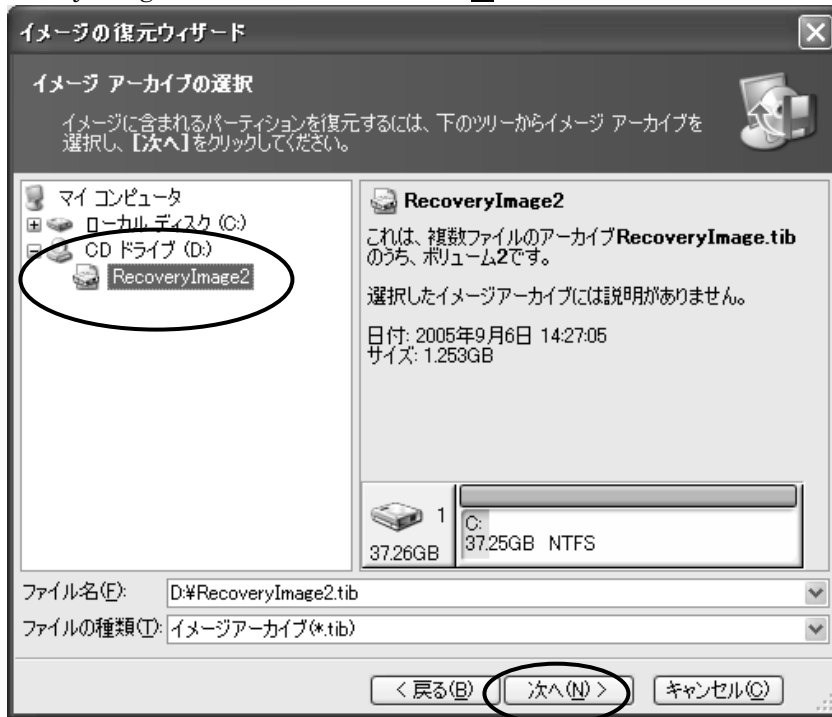 イメージの復元ウィザード
イメージ アーカイブの選択
イメージに含まれるパーティションを復元するには、下のツリーからイメージ アーカイブを
選択し、【次へ】をクリックしてください。
マイ コンピュータ
ローカル ディスク (C:)
CD ドライブ (D:)
RecoveryImage2
RecoveryImage2
これは、複数ファイルのアーカイブRecoveryImage.tib
のうち、ボリューム2です。
選択したイメージアーカイブには説明がありません。
日付: 2005年9月6日 14:27:05
サイズ: 1.253GB
1
37.26GB
C:
37.25GB NTFS
ファイル名(F):
D:¥RecoveryImage2.tib
ファイルの種類(T):
イメージアーカイブ(*.tib)
< 戻る(B)
次へ(N) >
キャンセル(C)